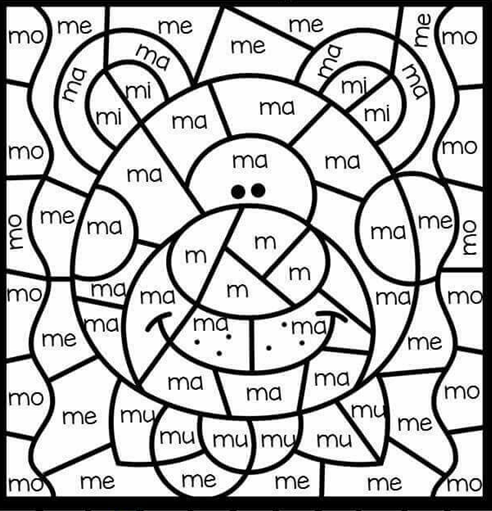 mo me me me me mo
me
ma ma ma ma
mi mi
mi mi
ma ma
mo ma ma mo
ma ma
mo me ma ma me mo
m m
m m
mo ma ma ma mo
ma ma ma
me me
ma ma ma
mo mo
me mu mu me
mu mu mu mu
mo me me me me mo